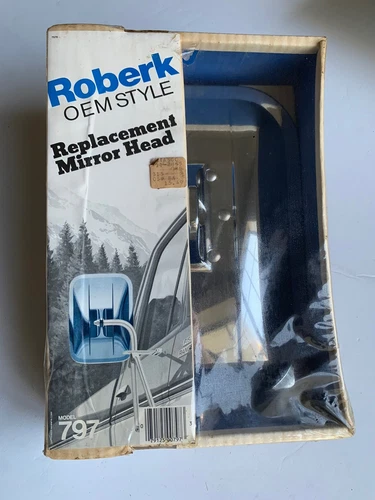 Roberk
OEM STYLE
Replacement
Mirror Head
MODEL
797